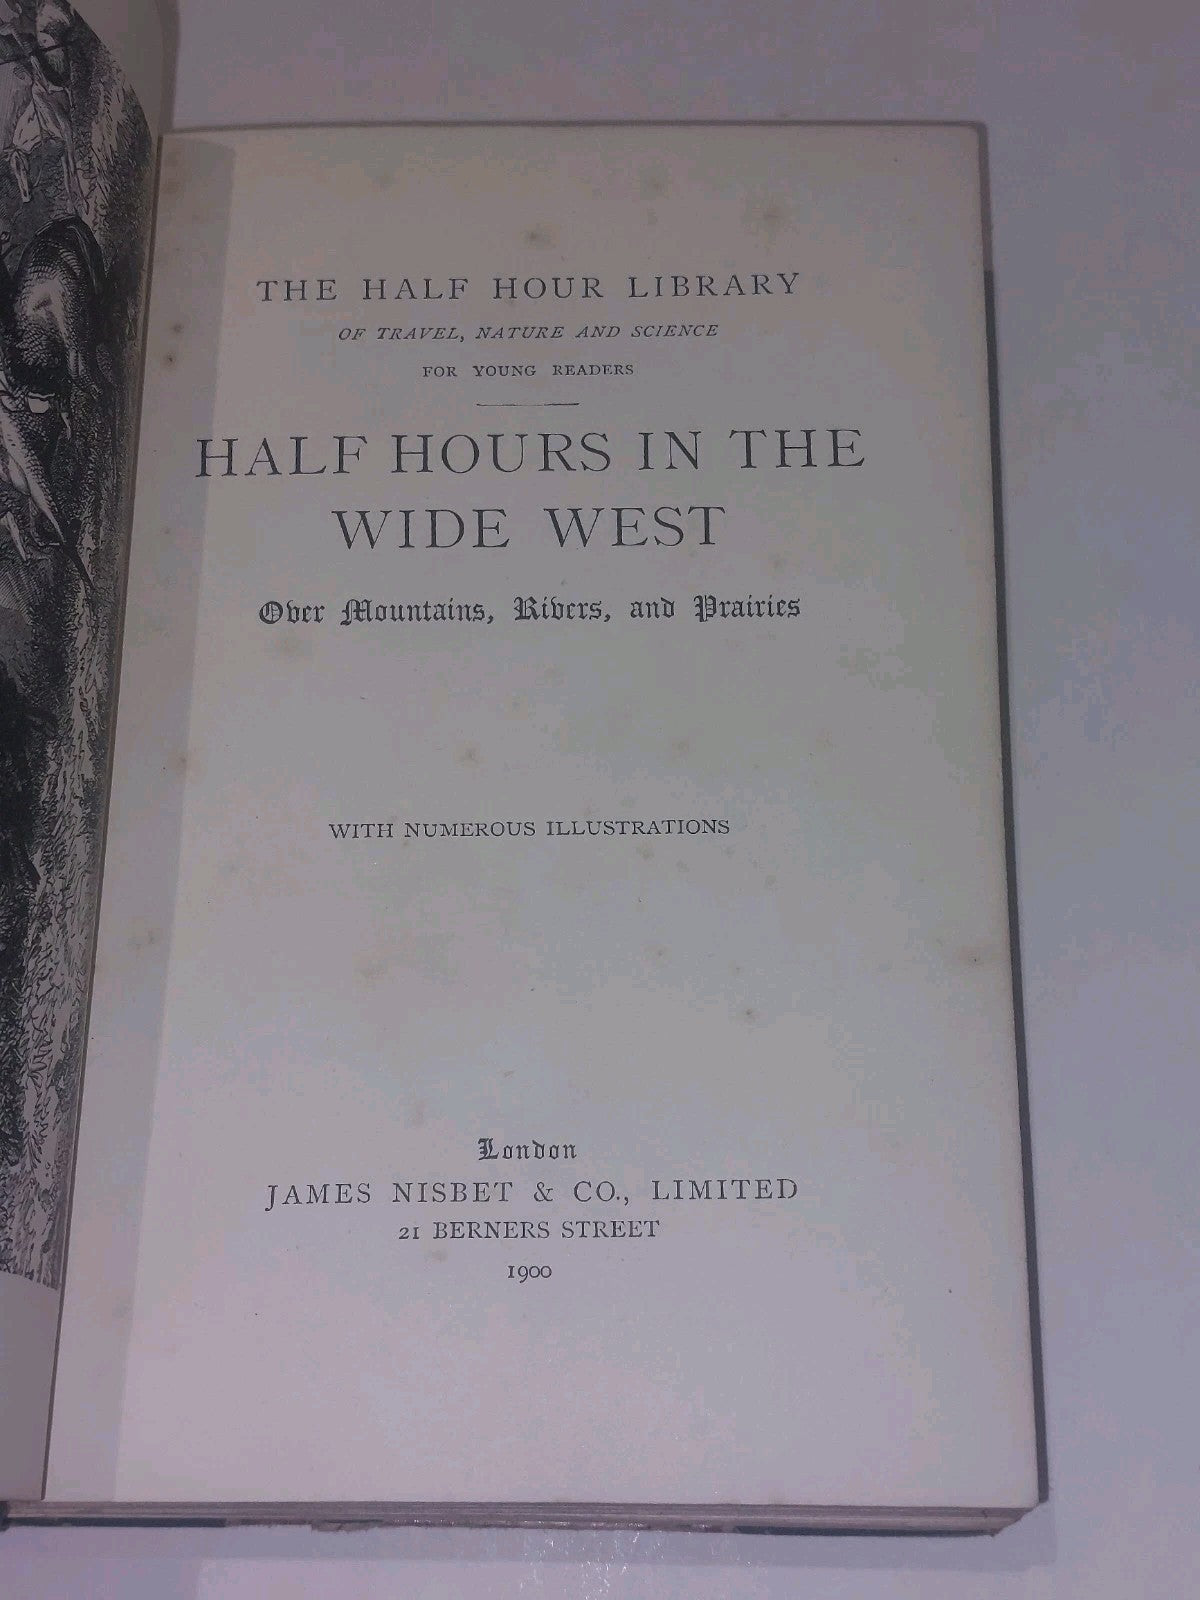 THE HALF HOUR LIBRARY
OF TRAVEL, NATURE AND SCIENCE
FOR YOUNG READERS
HALF HOURS IN THE
WIDE WEST
Over Mountains, Rivers, and Prairies
WITH NUMEROUS ILLUSTRATIONS
London
JAMES NISBET & CO., LIMITED
21 BERNERS STREET
1900